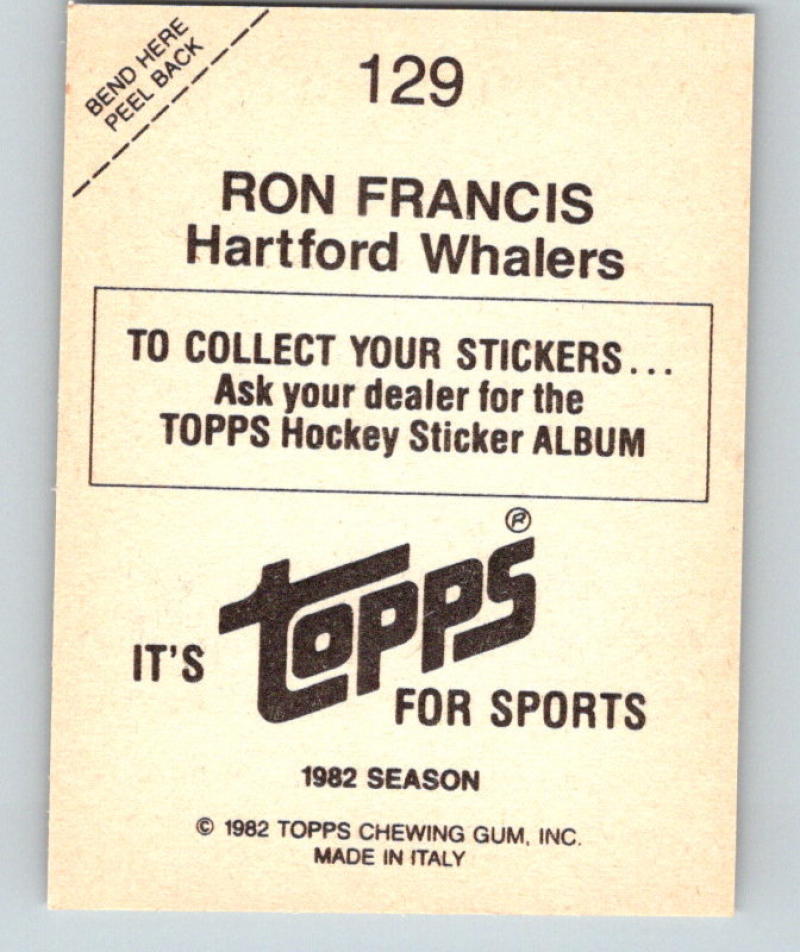 BEND HERE
PEEL BACK
129
RON FRANCIS
Hartford Whalers
TO COLLECT YOUR STICKERS...
Ask your dealer for the
TOPPS Hockey Sticker ALBUM
IT'S topps® FOR SPORTS
1982 SEASON
© 1982 TOPPS CHEWING GUM, INC.
MADE IN ITALY